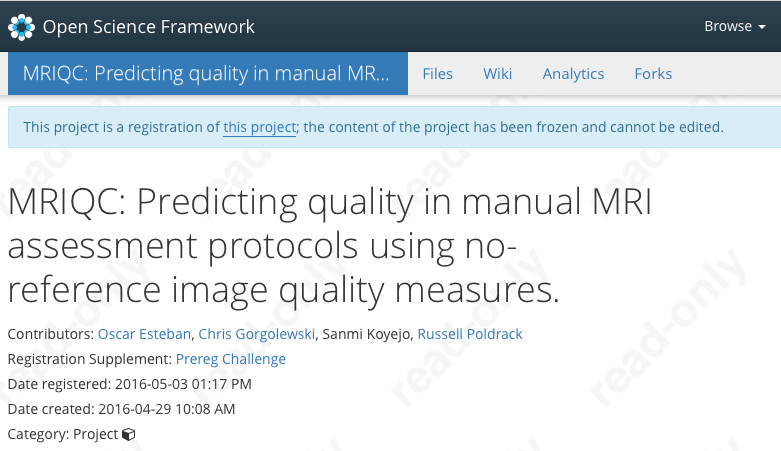 Open Science Framework Browse
MRIQC: Predicting quality in manual MR... Files Wiki Analytics Forks
This project is a registration of this project; the content of the project has been frozen and cannot be edited.
MRIQC: Predicting quality in manual MRI
assessment protocols using no-
reference image quality measures.
Contributors: Oscar Esteban, Chris Gorgolewski, Sanmi Koyejo, Russell Poldrack
Registration Supplement: Prereg Challenge
Date registered: 2016-05-03 01:17 PM
Date created: 2016-04-29 10:08 AM
Category: Project
read-only
read-only
read-only
read-only